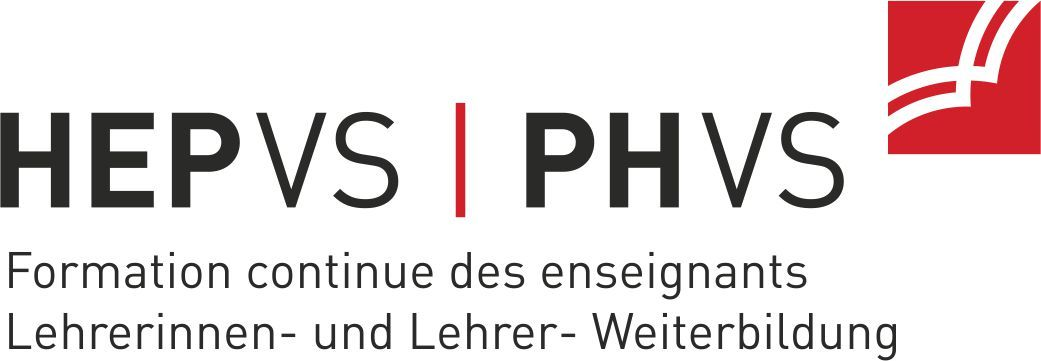 HEPVS | PHVS
Formation continue des enseignants
Lehrerinnen- und Lehrer- Weiterbildung